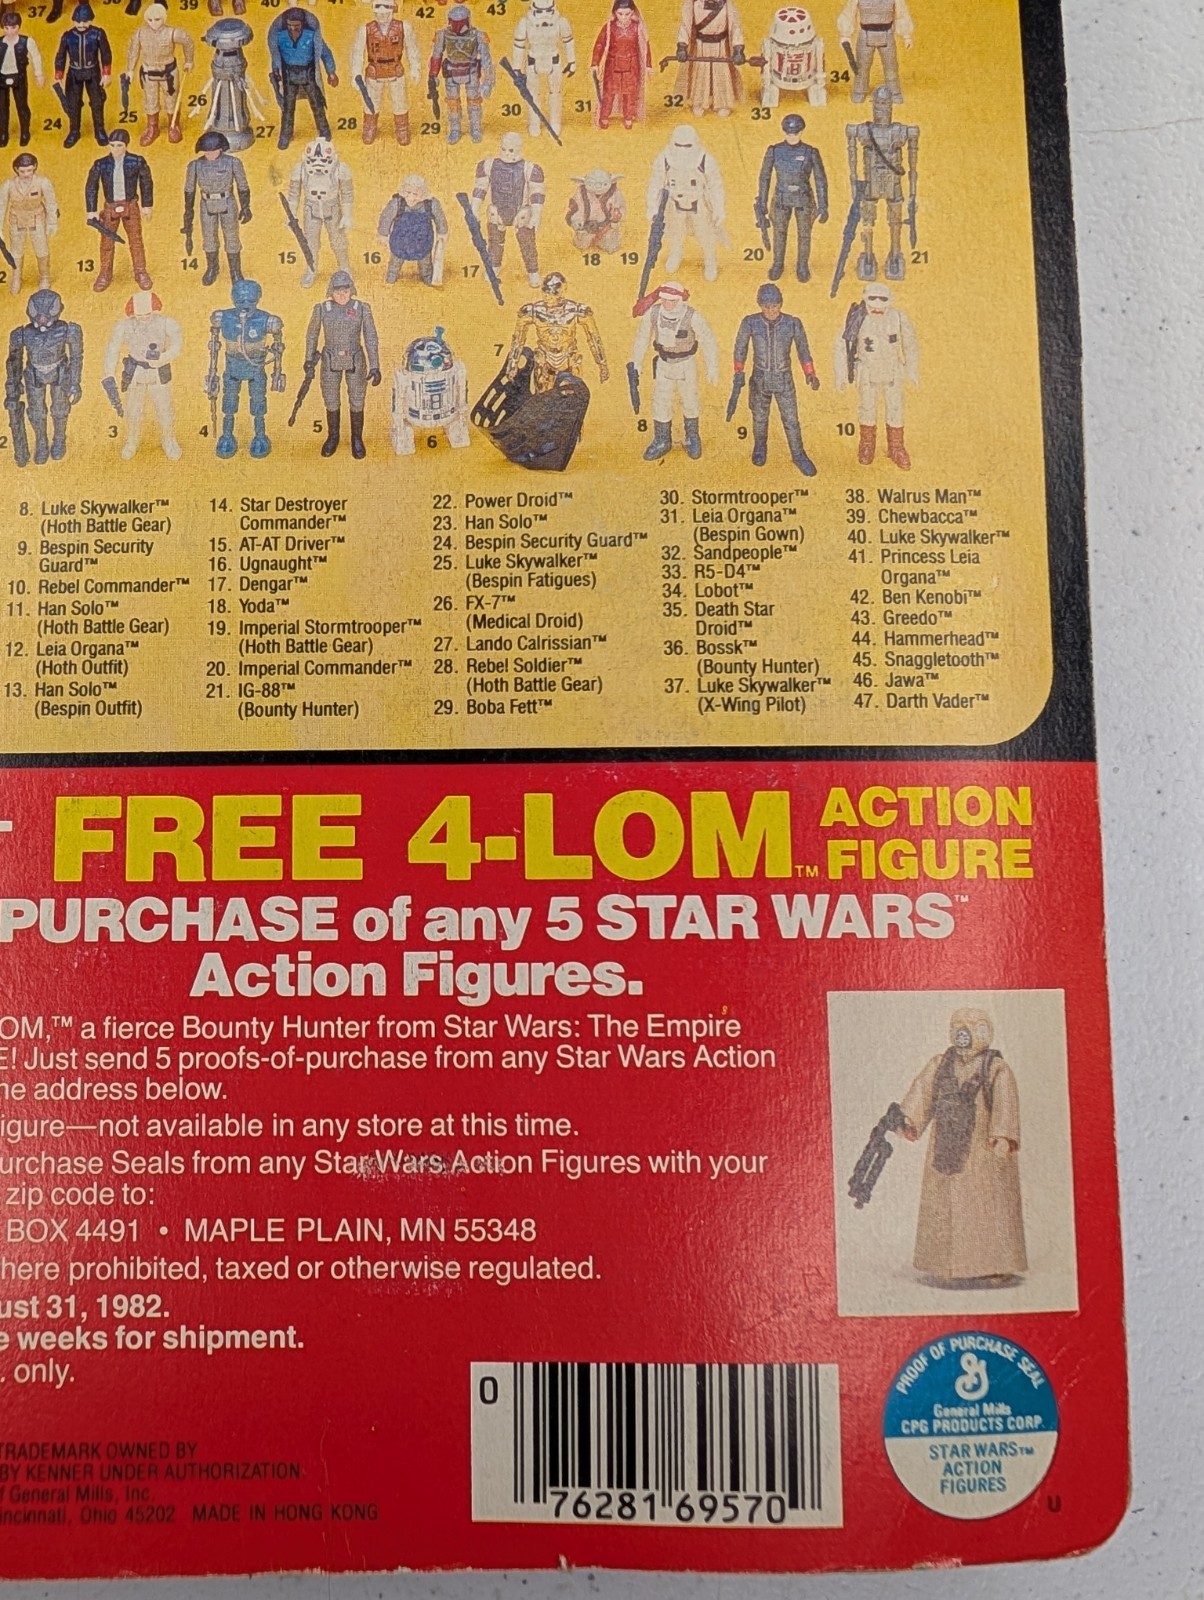 37
39
40
41
42
43
24
25
26
27
28
29
30
31
32
33
34
2
13
14
15
16
17
18
19
20
21
2
3
4
5
6
7
8
9
10
8. Luke Skywalker™
(Hoth Battle Gear)
9. Bespin Security
Guard™
10. Rebel Commander™
11. Han Solo™
(Hoth Battle Gear)
12. Leia Organa™
(Hoth Outfit)
13. Han Solo™
(Bespin Outfit)
14. Star Destroyer
Commander™
15. AT-AT Driver™
16. Ugnaught™
17. Dengar™
18. Yoda™
19. Imperial Stormtrooper™
(Hoth Battle Gear)
20. Imperial Commander™
21. IG-88™
(Bounty Hunter)
22. Power Droid™
23. Han Solo™
24. Bespin Security Guard™
25. Luke Skywalker™
(Bespin Fatigues)
26. FX-7™
(Medical Droid)
27. Lando Calrissian™
28. Rebel Soldier™
(Hoth Battle Gear)
29. Boba Fett™
30. Stormtrooper™
31. Leia Organa™
(Bespin Gown)
32. Sandpeople™
33. R5-D4™
34. Lobot™
35. Death Star
Droid™
36. Bossk™
(Bounty Hunter)
37. Luke Skywalker™
(X-Wing Pilot)
38. Walrus Man™
39. Chewbacca™
40. Luke Skywalker™
41. Princess Leia
Organa™
42. Ben Kenobi™
43. Greedo™
44. Hammerhead™
45. Snaggletooth™
46. Jawa™
47. Darth Vader™
FREE 4-LOM™ ACTION
FIGURE
PURCHASE of any 5 STAR WARS™
Action Figures.
OM,™ a fierce Bounty Hunter from Star Wars: The Empire
E! Just send 5 proofs-of-purchase from any Star Wars Action
he address below.
igure—not available in any store at this time.
urchase Seals from any Star Wars Action Figures with your
zip code to:
BOX 4491 • MAPLE PLAIN, MN 55348
here prohibited, taxed or otherwise regulated.
ust 31, 1982.
e weeks for shipment.
. only.
TRADEMARK OWNED BY
BY KENNER UNDER AUTHORIZATION.
f General Mills, Inc.
incinnati, Ohio 45202 MADE IN HONG KONG
0
76281 69570
PROOF OF PURCHASE SEAL
General Mills
CPG PRODUCTS CORP.
STAR WARS™
ACTION
FIGURES
U